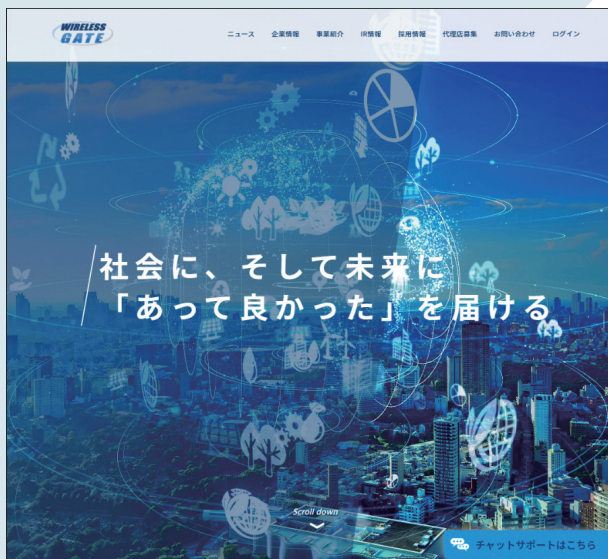 WIRELESS
GATE
ニュース 企業情報 事業紹介 IR情報 採用情報 代理店募集 お問い合わせ ログイン
社会に、そして未来に
「あって良かった」を届ける
Scroll down
チャットサポートはこちら